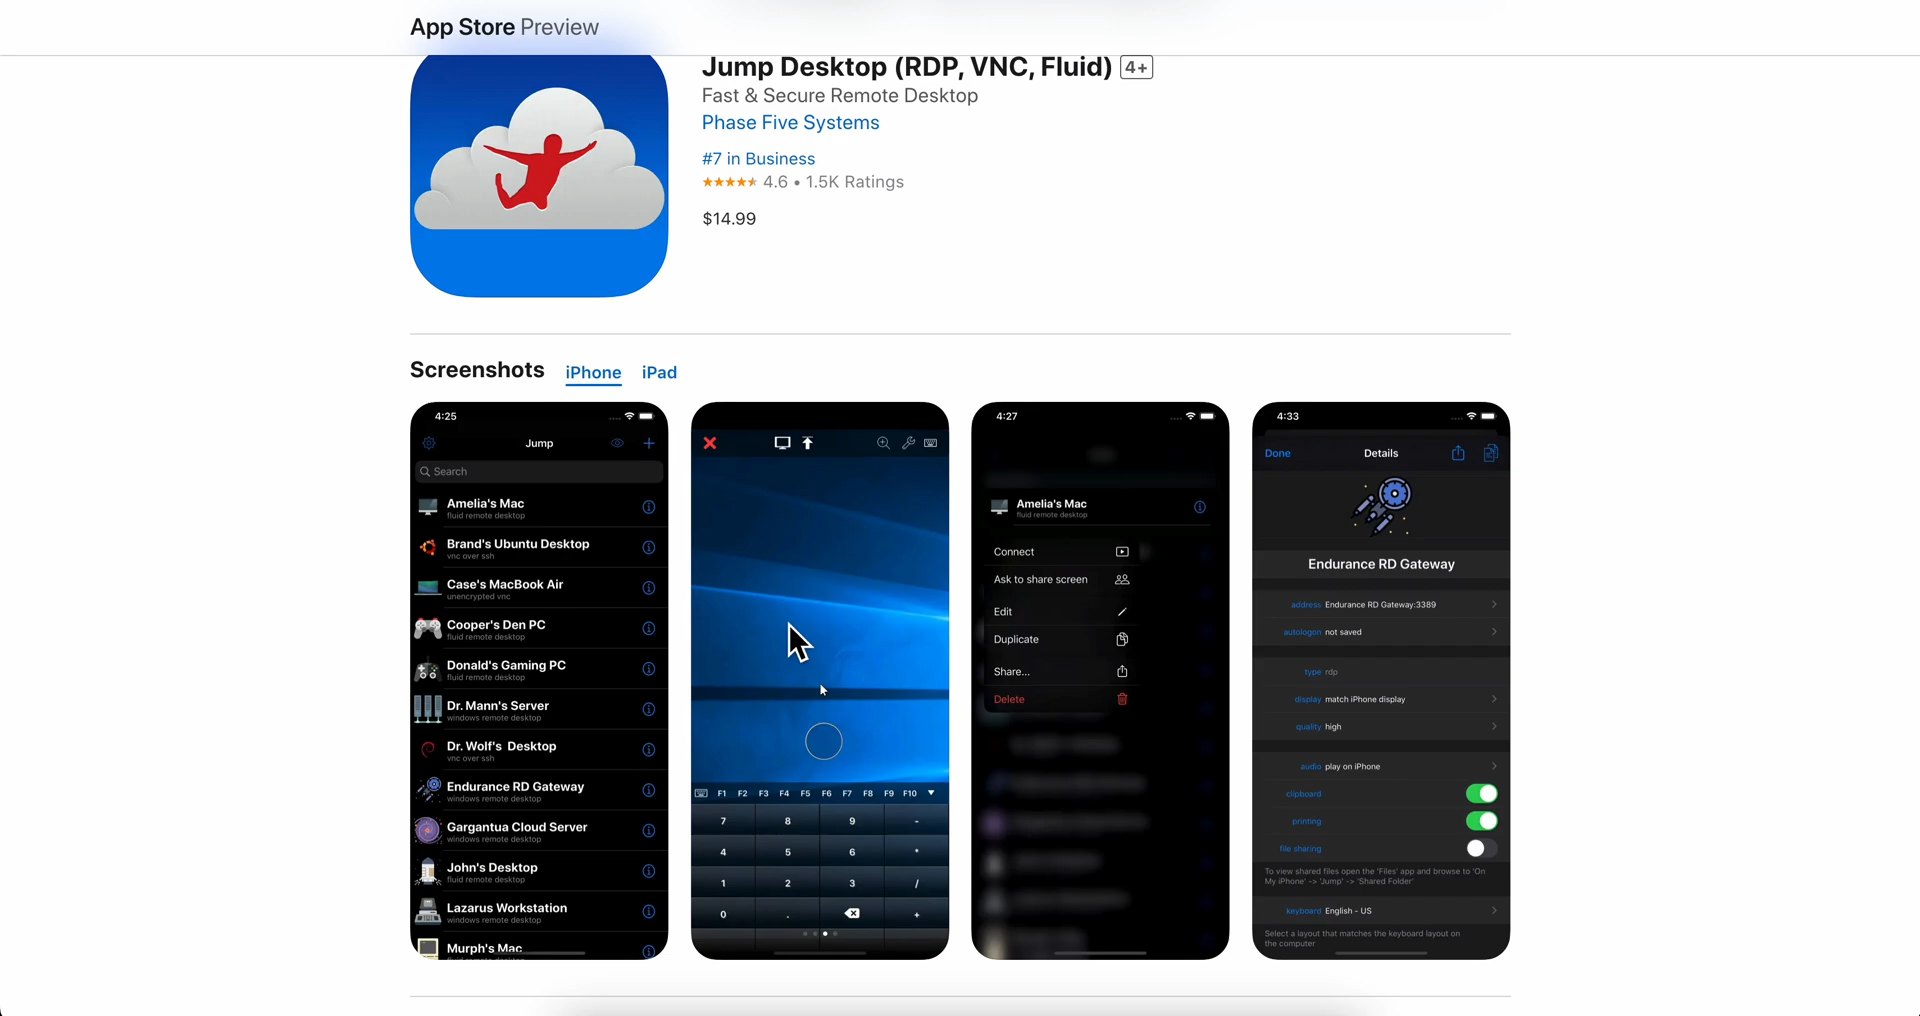 App Store Preview
Jump Desktop (RDP, VNC, Fluid) 4+
Fast & Secure Remote Desktop
Phase Five Systems
#7 in Business
4.6 • 1.5K Ratings
$14.99
Screenshots iPhone iPad
4:25
Jump
Search
Amelia's Mac
fluid remote desktop
Brand's Ubuntu Desktop
vnc over ssh
Case's MacBook Air
unencrypted vnc
Cooper's Den PC
fluid remote desktop
Donald's Gaming PC
fluid remote desktop
Dr. Mann's Server
windows remote desktop
Dr. Wolf's Desktop
vnc over ssh
Endurance RD Gateway
windows remote desktop
Gargantua Cloud Server
windows remote desktop
John's Desktop
fluid remote desktop
Lazarus Workstation
windows remote desktop
Murph's Mac
fluid remote desktop
F1 F2 F3 F4 F5 F6 F7 F8 F9 F10
7 8 9 -
4 5 6 *
1 2 3 /
0 . +
4:27
Amelia's Mac
fluid remote desktop
Connect
Ask to share screen
Edit
Duplicate
Share...
Delete
4:33
Done Details
Endurance RD Gateway
address Endurance RD Gateway:3389
autologon not saved
type rdp
display match iPhone display
quality high
audio play on iPhone
clipboard
printing
file sharing
To view shared files open the 'Files' app and browse to 'On
My iPhone' -> 'Jump' -> 'Shared Folder'
keyboard English - US
Select a layout that matches the keyboard layout on
the computer